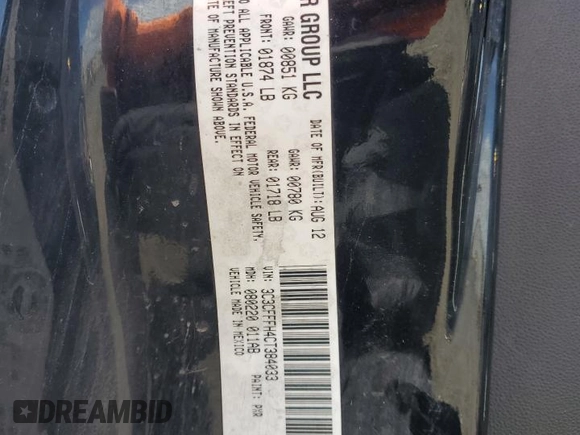 R GROUP LLC
DATE OF MFR(BUILT): AUG 12
GAWR: 00851 KG GAWR: 00780 KG
FRONT: 01874 LB REAR: 01718 LB
O ALL APPLICABLE U.S.A. FEDERAL MOTOR VEHICLE SAFETY,
EFT PREVENTION STANDARDS IN EFFECT ON
TE OF MANUFACTURE SHOWN ABOVE.
VIN: 3C3CFFFH4CT384033
MDH: 080220 011AB PAINT: PXR
VEHICLE MADE IN MEXICO
DREAMBID